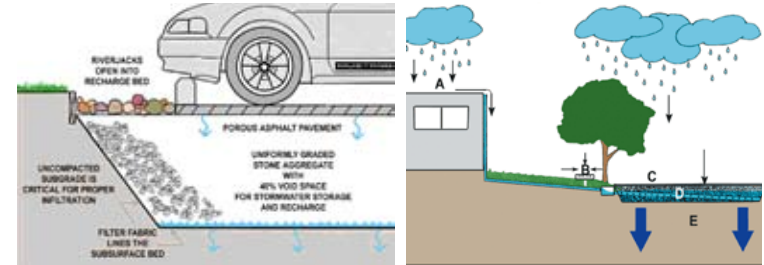 RIVERJACKS
OPEN INTO
RECHARGE BED
POROUS ASPHALT PAVEMENT
UNIFORMLY GRADED
STONE AGGREGATE
WITH
40% VOID SPACE
FOR STORMWATER STORAGE
AND RECHARGE
UNCOMPACTED
SUBGRADE IS
CRITICAL FOR PROPER
INFILTRATION
FILTER FABRIC
LINES THE
SUBSURFACE BED
A
B
C
D
E